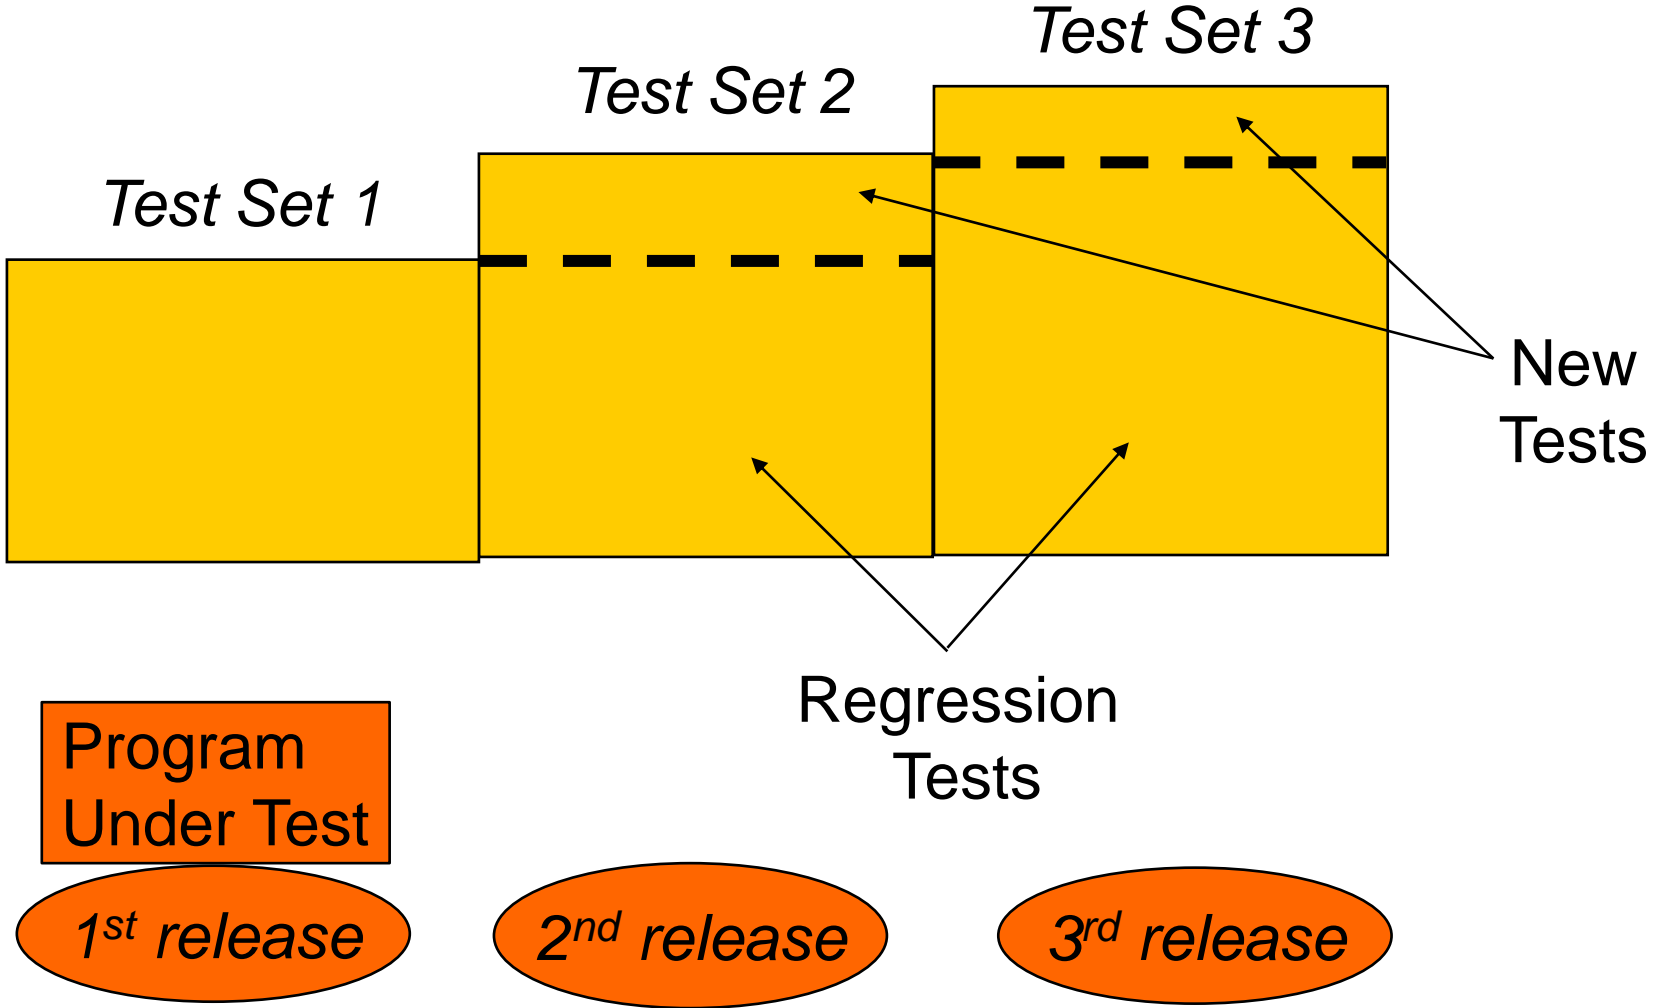 Test Set 3
Test Set 2
Test Set 1
New
Tests
Regression
Tests
Program
Under Test
1st release
2nd release
3rd release